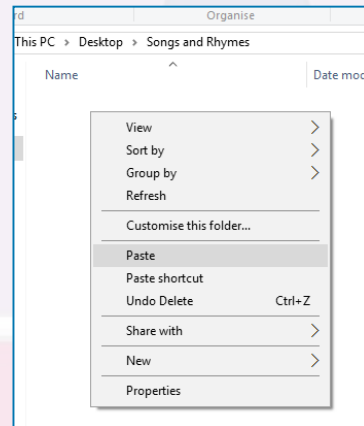 rd Organise
This PC > Desktop > Songs and Rhymes
Name Date mod
s
View
Sort by
Group by
Refresh
Customise this folder...
Paste
Paste shortcut
Undo Delete Ctrl+Z
Share with
New
Properties